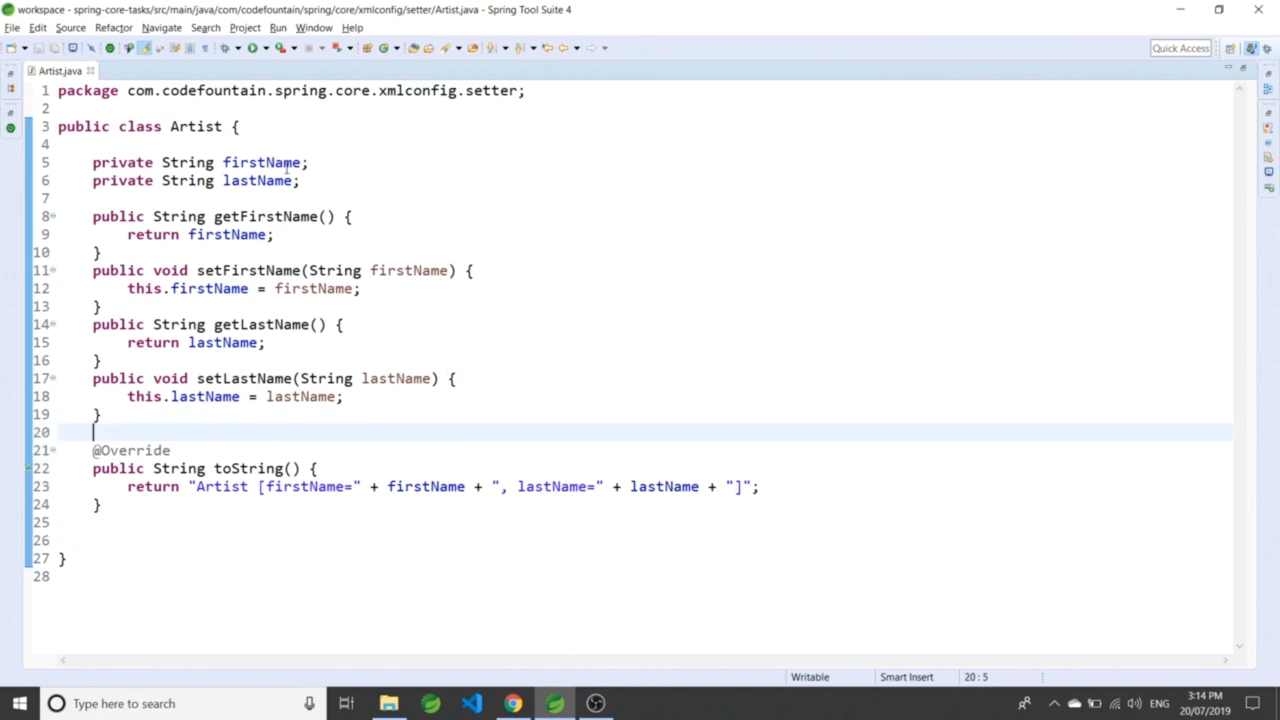 workspace - spring-core-tasks/src/main/java/com/codefountain/spring/core/xmlconfig/setter/Artist.java - Spring Tool Suite 4
File Edit Source Refactor Navigate Search Project Run Window Help
Quick Access
Artist.java
1 package com.codefountain.spring.core.xmlconfig.setter;
2
3 public class Artist {
4
5 private String firstName;
6 private String lastName;
7
8 public String getFirstName() {
9 return firstName;
10 }
11 public void setFirstName(String firstName) {
12 this.firstName = firstName;
13 }
14 public String getLastName() {
15 return lastName;
16 }
17 public void setLastName(String lastName) {
18 this.lastName = lastName;
19 }
20
21 @Override
22 public String toString() {
23 return "Artist [firstName=" + firstName + ", lastName=" + lastName + "]";
24 }
25
26
27 }
28
Writable Smart Insert 20 : 5
Type here to search
ENG
3:14 PM
20/07/2019